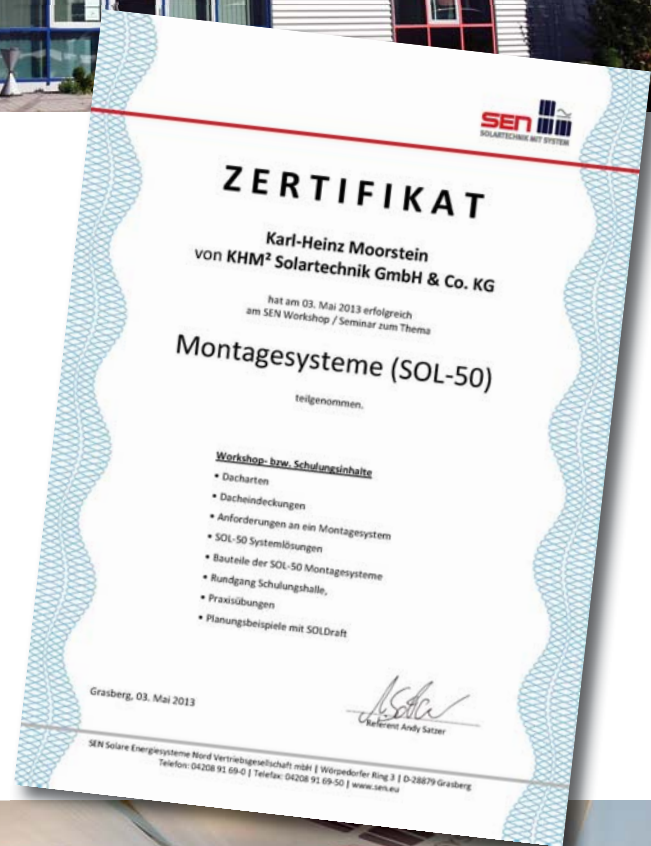 SEN
SOLARTECHNIK MIT SYSTEM
ZERTIFIKAT
Karl-Heinz Moorstein
von KHM² Solartechnik GmbH & Co. KG
hat am 03. Mai 2013 erfolgreich
am SEN Workshop / Seminar zum Thema
Montagesysteme (SOL-50)
teilgenommen.
Workshop- bzw. Schulungsinhalte
• Dacharten
• Dacheindeckungen
• Anforderungen an ein Montagesystem
• SOL-50 Systemlösungen
• Bauteile der SOL-50 Montagesysteme
• Rundgang Schulungshalle,
• Praxisübungen
• Planungsbeispiele mit SOLDraft
Grasberg, 03. Mai 2013
Referent Andy Satzer
SEN Solare Energiesysteme Nord Vertriebsgesellschaft mbH | Wörpedorfer Ring 3 | D-28879 Grasberg
Telefon: 04208 91 69-0 | Telefax: 04208 91 69-50 | www.sen.eu